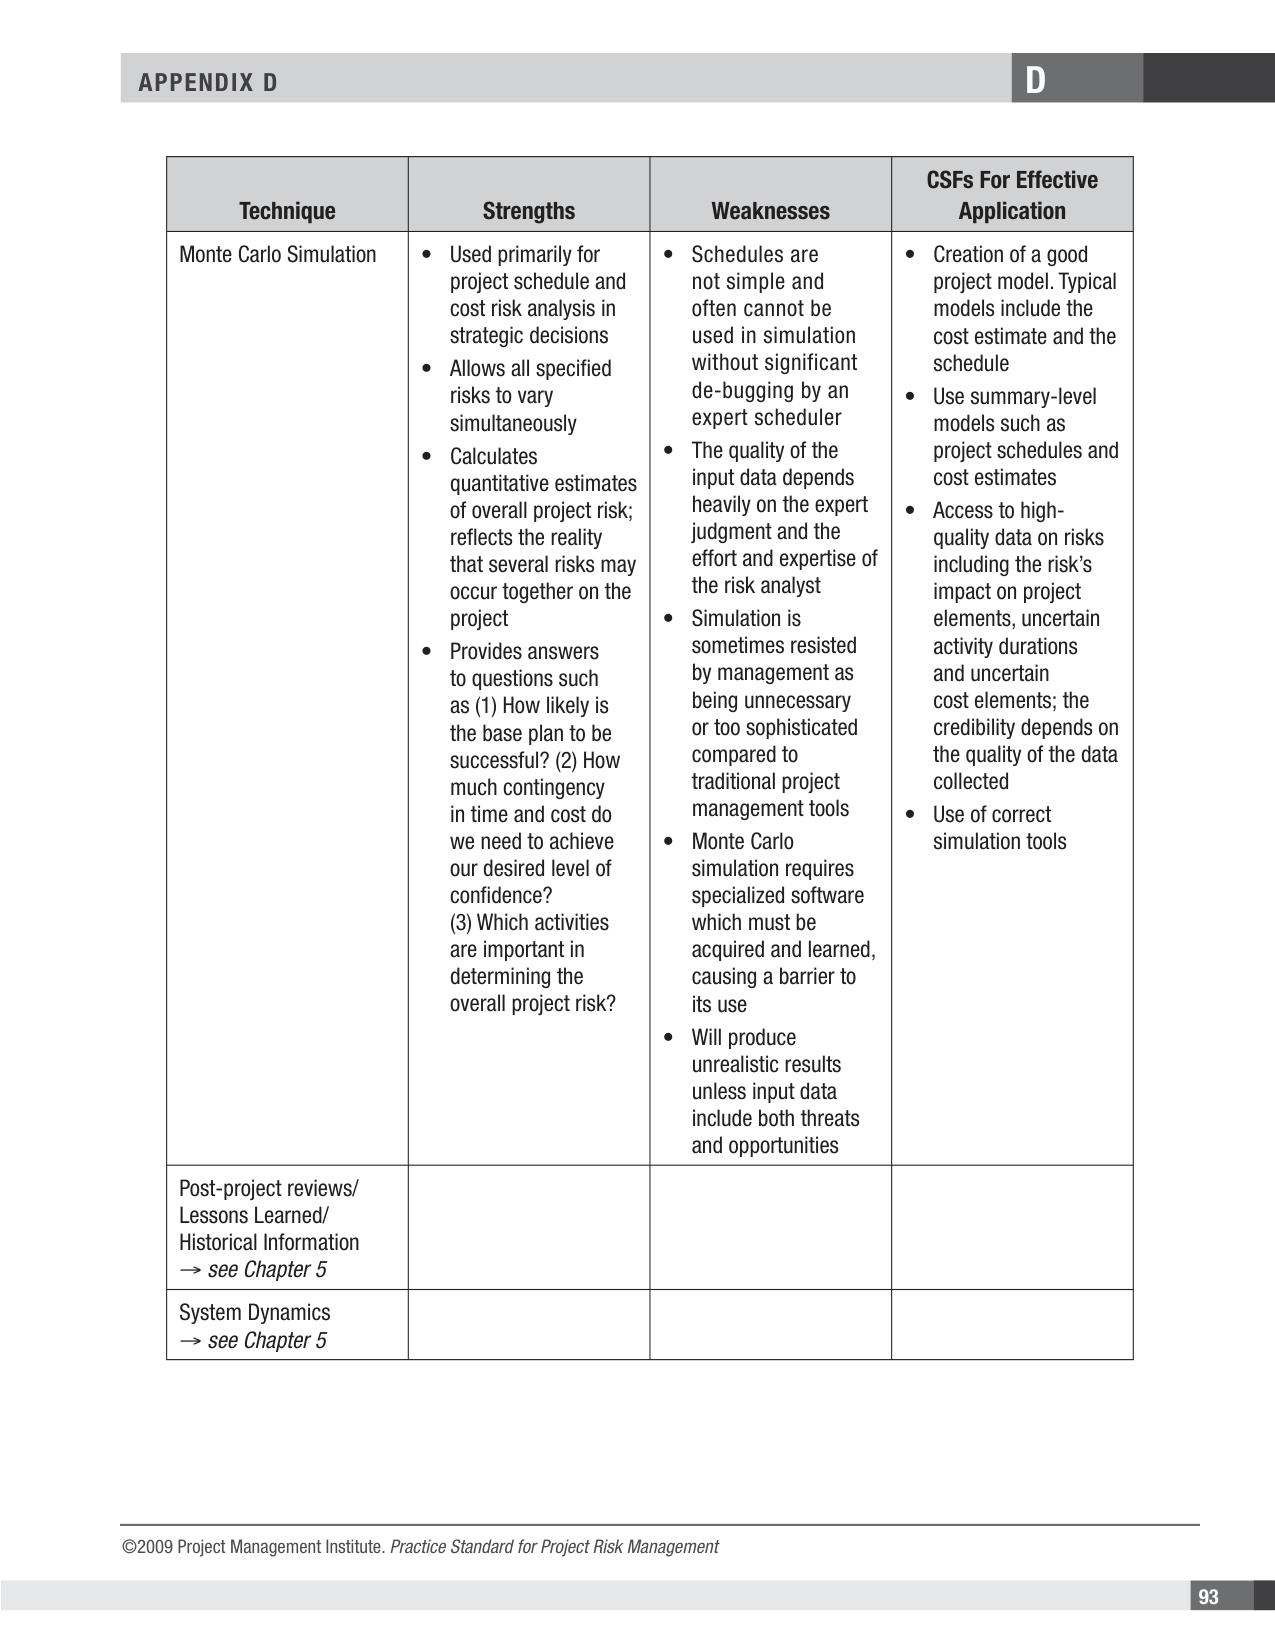 APPENDIX D
D
Technique
Strengths
Weaknesses
CSFs For Effective
Application
Monte Carlo Simulation
• Used primarily for
project schedule and
cost risk analysis in
strategic decisions
• Allows all specified
risks to vary
simultaneously
• Calculates
quantitative estimates
of overall project risk;
reflects the reality
that several risks may
occur together on the
project
• Provides answers
to questions such
as (1) How likely is
the base plan to be
successful? (2) How
much contingency
in time and cost do
we need to achieve
our desired level of
confidence?
(3) Which activities
are important in
determining the
overall project risk?
• Schedules are
not simple and
often cannot be
used in simulation
without significant
de-bugging by an
expert scheduler
• The quality of the
input data depends
heavily on the expert
judgment and the
effort and expertise of
the risk analyst
• Simulation is
sometimes resisted
by management as
being unnecessary
or too sophisticated
compared to
traditional project
management tools
• Monte Carlo
simulation requires
specialized software
which must be
acquired and learned,
causing a barrier to
its use
• Will produce
unrealistic results
unless input data
include both threats
and opportunities
• Creation of a good
project model. Typical
models include the
cost estimate and the
schedule
• Use summary-level
models such as
project schedules and
cost estimates
• Access to high-
quality data on risks
including the risk’s
impact on project
elements, uncertain
activity durations
and uncertain
cost elements; the
credibility depends on
the quality of the data
collected
• Use of correct
simulation tools
Post-project reviews/
Lessons Learned/
Historical Information
→ see Chapter 5
System Dynamics
→ see Chapter 5
©2009 Project Management Institute. Practice Standard for Project Risk Management
93